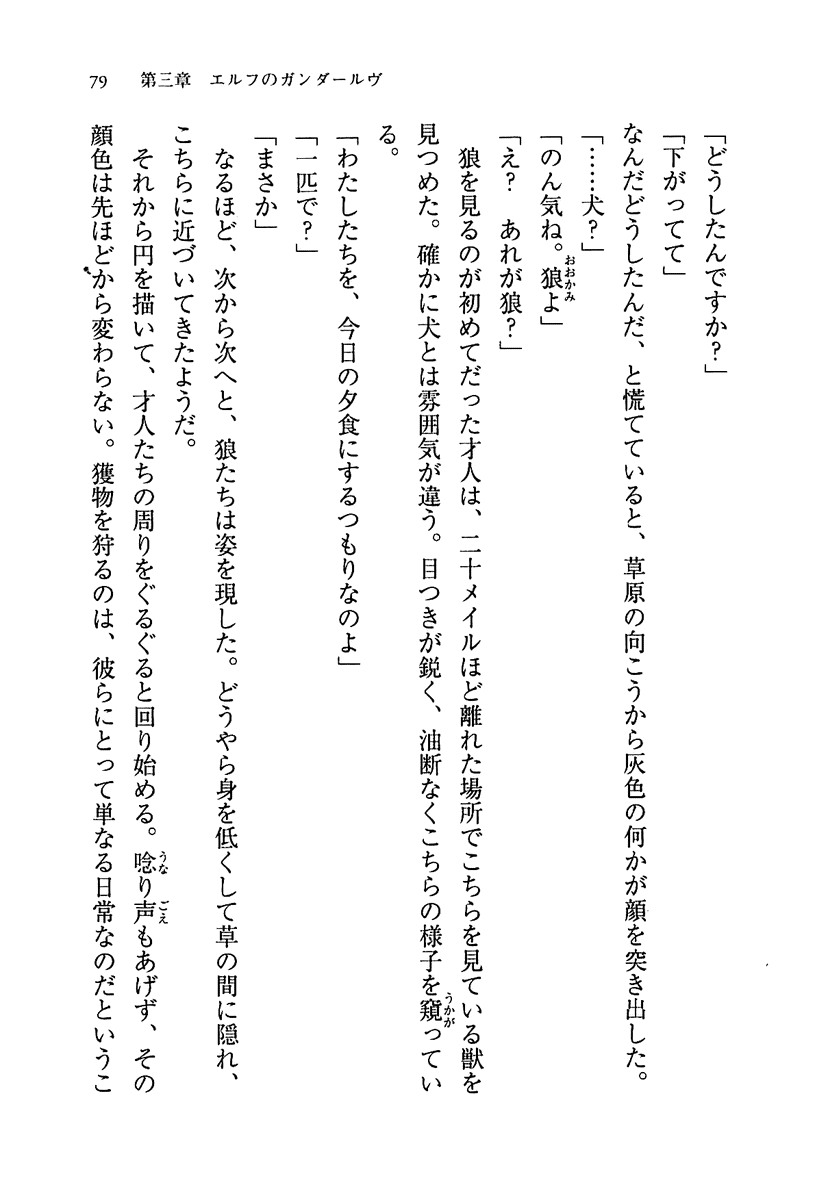 79 第三章 エルフのガンダールヴ
「どうしたんですか？」
「下がってて」
なんだどうしたんだ、と慌てていると、草原の向こうから灰色の何かが顔を突き出した。
「……犬？」
「のん気ね。狼よ」
「え？ あれが狼？」
狼を見るのが初めてだった才人は、二十メイルほど離れた場所でこちらを見ている獣を
見つめた。確かに犬とは雰囲気が違う。目つきが鋭く、油断なくこちらの様子を窺ってい
る。
「わたしたちを、今日の夕食にするつもりなのよ」
「一匹で？」
「まさか」
なるほど、次から次へと、狼たちは姿を現した。どうやら身を低くして草の間に隠れ、
こちらに近づいてきたようだ。
それから円を描いて、才人たちの周りをぐるぐると回り始める。唸り声もあげず、その
顔色は先ほどから変わらない。獲物を狩るのは、彼らにとって単なる日常なのだというこ